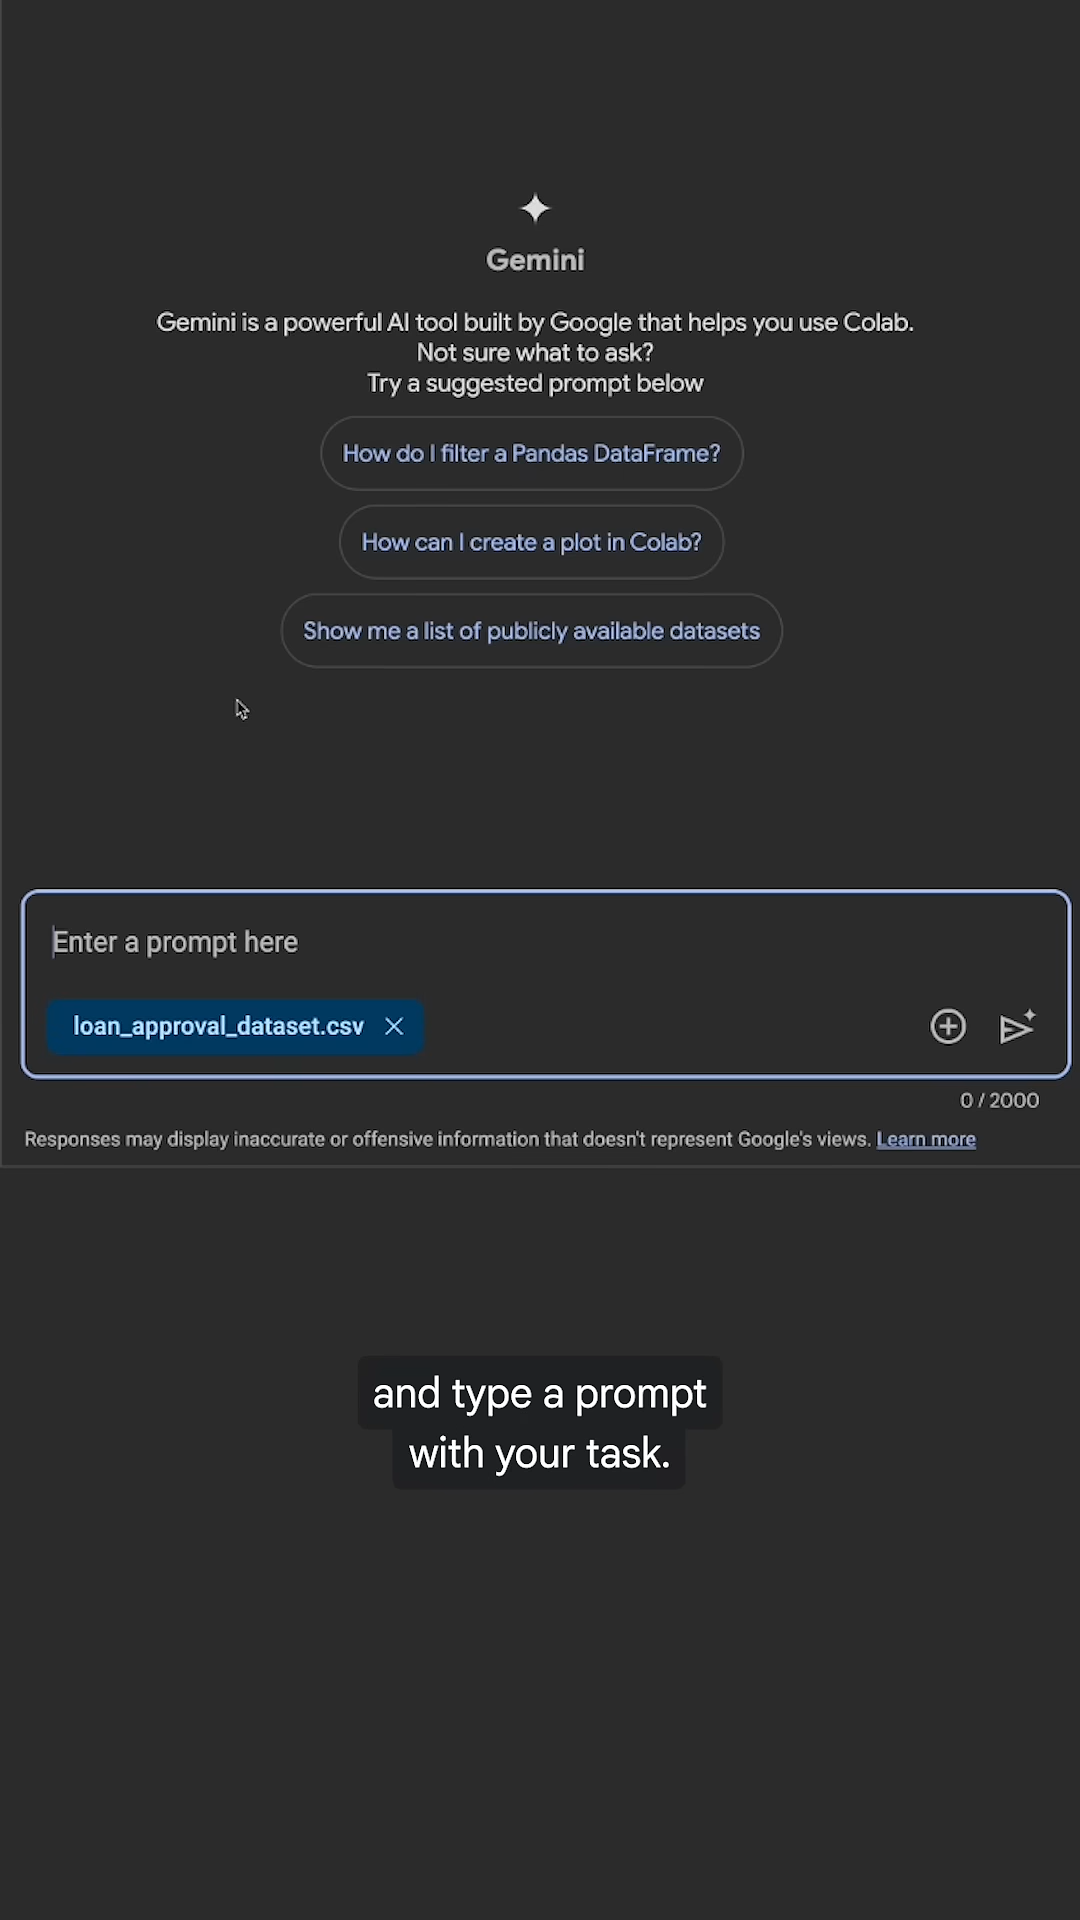 Gemini
Gemini is a powerful AI tool built by Google that helps you use Colab.
Not sure what to ask?
Try a suggested prompt below
How do I filter a Pandas DataFrame?
How can I create a plot in Colab?
Show me a list of publicly available datasets
Enter a prompt here
loan_approval_dataset.csv
0 / 2000
Responses may display inaccurate or offensive information that doesn't represent Google's views. Learn more
and type a prompt
with your task.